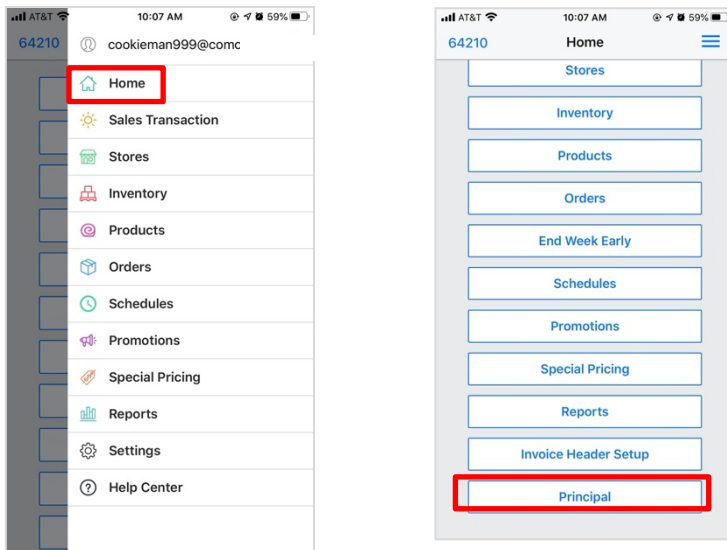 AT&T 10:07 AM 59%
64210 cookieman999@comc
Home
Sales Transaction
Stores
Inventory
Products
Orders
Schedules
Promotions
Special Pricing
Reports
Settings
Help Center
AT&T 10:07 AM 59%
64210 Home
Stores
Inventory
Products
Orders
End Week Early
Schedules
Promotions
Special Pricing
Reports
Invoice Header Setup
Principal